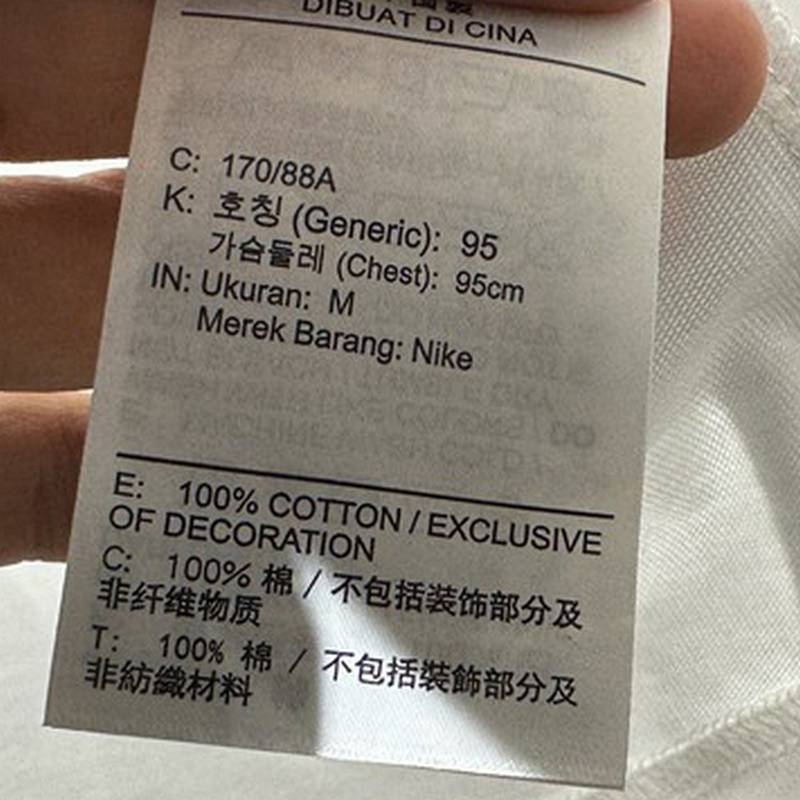 DIBUAT DI CINA
C: 170/88A
K: 호칭 (Generic): 95
가슴둘레 (Chest): 95cm
IN: Ukuran: M
Merek Barang: Nike
E: 100% COTTON / EXCLUSIVE
OF DECORATION
C: 100% 棉 / 不包括装饰部分及
非纤维物质
T: 100% 棉 / 不包括裝飾部分及
非紡織材料